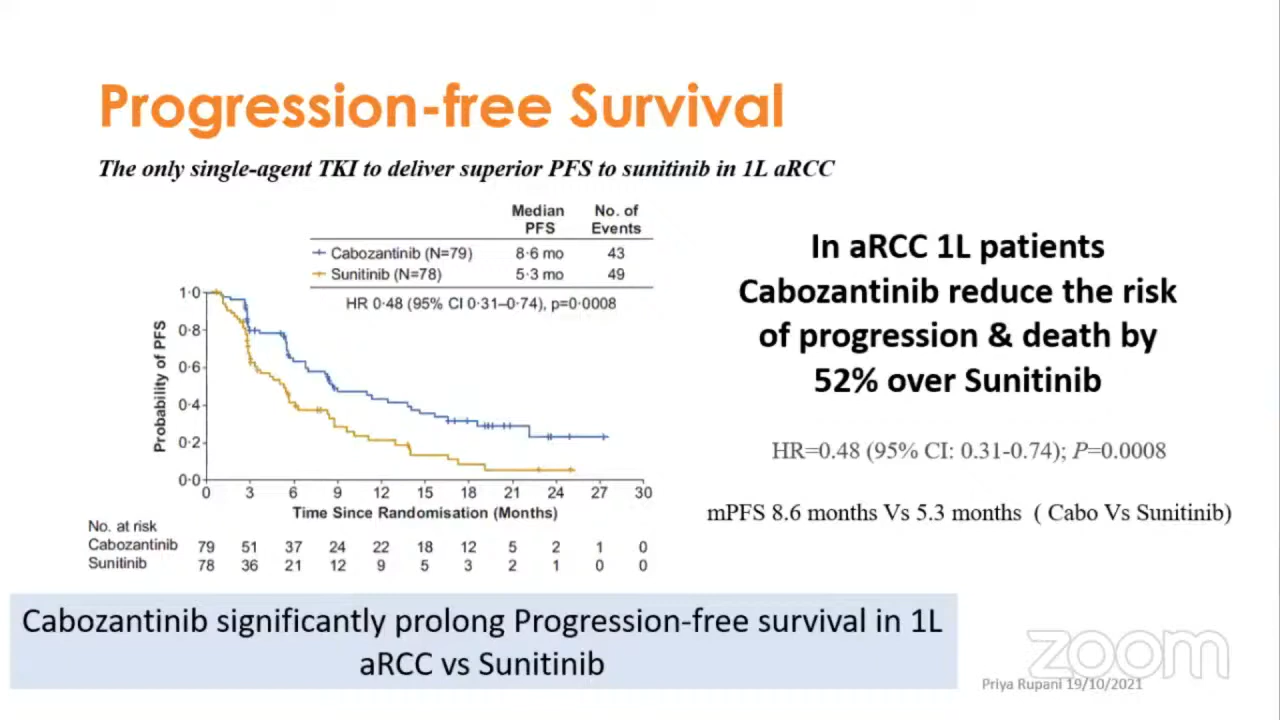 Progression-free Survival
The only single-agent TKI to deliver superior PFS to sunitinib in 1L aRCC
Median PFS No. of Events
Cabozantinib (N=79) 8·6 mo 43
Sunitinib (N=78) 5·3 mo 49
HR 0·48 (95% CI 0·31–0·74), p=0·0008
Probability of PFS
1·0
0·8
0·6
0·4
0·2
0·0
0 3 6 9 12 15 18 21 24 27 30
Time Since Randomisation (Months)
No. at risk
Cabozantinib 79 51 37 24 22 18 12 5 2 1 0
Sunitinib 78 36 21 12 9 5 3 2 1 0 0
In aRCC 1L patients
Cabozantinib reduce the risk
of progression & death by
52% over Sunitinib
HR=0.48 (95% CI: 0.31-0.74); P=0.0008
mPFS 8.6 months Vs 5.3 months ( Cabo Vs Sunitinib)
Cabozantinib significantly prolong Progression-free survival in 1L
aRCC vs Sunitinib
zoom
Priya Rupani 19/10/2021